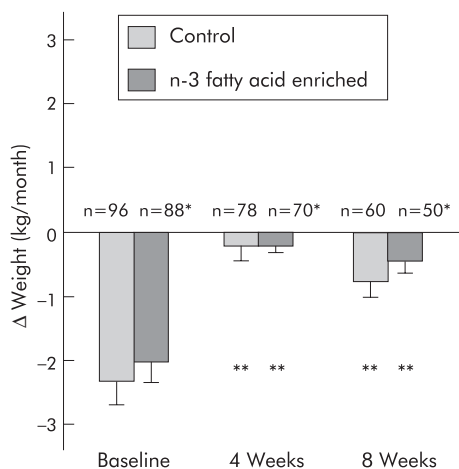 Control
n-3 fatty acid enriched
Δ Weight (kg/month)
3
2
1
0
–1
–2
–3
n=96 n=88* n=78 n=70* n=60 n=50*
** ** ** **
Baseline 4 Weeks 8 Weeks